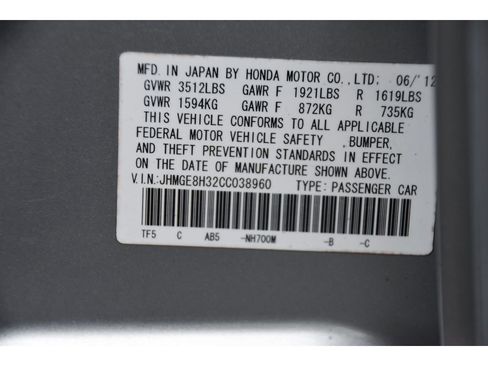 MFD. IN JAPAN BY HONDA MOTOR CO.,LTD; 06/'12
GVWR 3512LBS GAWR F 1921LBS R 1619LBS
GVWR 1594KG GAWR F 872KG R 735KG
THIS VEHICLE CONFORMS TO ALL APPLICABLE
FEDERAL MOTOR VEHICLE SAFETY ,BUMPER,
AND THEFT PREVENTION STANDARDS IN EFFECT
ON THE DATE OF MANUFACTURE SHOWN ABOVE.
V.I.N.:JHMGE8H32CC038960 TYPE: PASSENGER CAR
TF5 C AB5 -NH700M -B -C